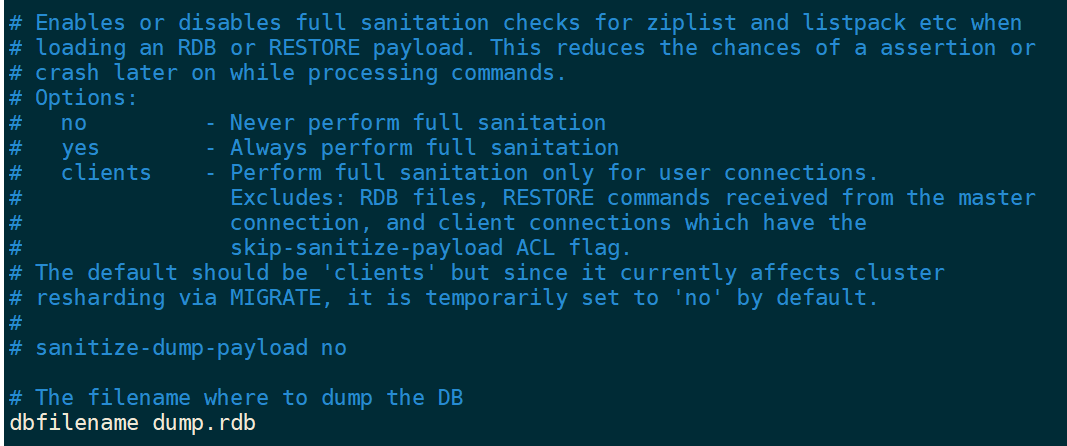 # Enables or disables full sanitation checks for ziplist and listpack etc when
# loading an RDB or RESTORE payload. This reduces the chances of a assertion or
# crash later on while processing commands.
# Options:
#   no         - Never perform full sanitation
#   yes        - Always perform full sanitation
#   clients    - Perform full sanitation only for user connections.
#                Excludes: RDB files, RESTORE commands received from the master
#                connection, and client connections which have the
#                skip-sanitize-payload ACL flag.
# The default should be 'clients' but since it currently affects cluster
# resharding via MIGRATE, it is temporarily set to 'no' by default.
#
# sanitize-dump-payload no

# The filename where to dump the DB
dbfilename dump.rdb